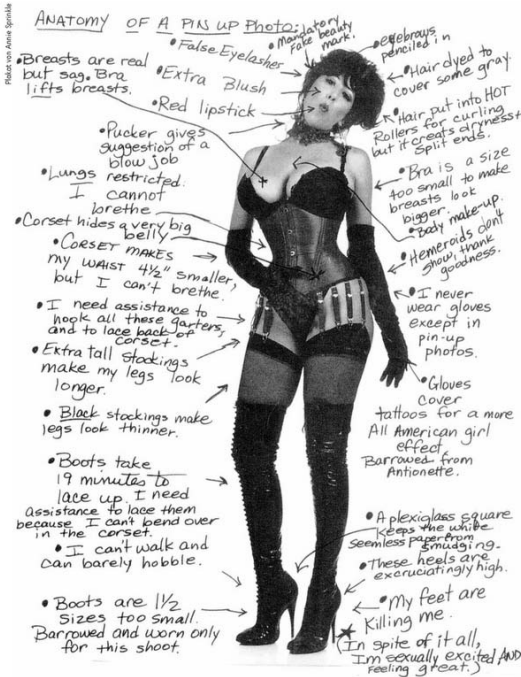 Plakat von Annie Sprinkle
ANATOMY OF A PIN UP PHOTO:
• Mandatory
Fake beauty
mark.
• eyebrows
penciled in
• False Eyelashes
• Breasts are real
but sag. Bra
lifts breasts.
• Extra Blush
• Hair dyed to
cover some gray.
• Red lipstick
• Hair put into HOT
Rollers for curling
but it creats dryness &
split ends.
• Pucker gives
suggestion of a
blow job
• Bra is a size
too small to make
breasts look
bigger.
• Lungs restricted.
I cannot
brethe
• Body make-up.
• Corset hides a very big
belly
• Hemeroids don't
show, thank
goodness.
• CORSET MAKES
my WAIST 4½" smaller,
but I can't brethe.
• I never
wear gloves
except in
pin-up
photos.
• I need assistance to
hook all these garters,
and to lace back of
corset.
• Extra tall stockings
make my legs look
longer.
• Gloves
cover
tattoos for a more
All American girl
effect.
Barrowed from
Antionette.
• Black stockings make
legs look thinner.
• Boots take
19 minutes to
lace up. I need
assistance to lace them
because I can't bend over
in the corset.
• A plexiglass square
keeps the white
seemless paper from
smudging.
• I can't walk and
can barely hobble.
• These heels are
excruciatingly high.
• Boots are 1½
sizes too small.
Barrowed and worn only
for this shoot.
• My feet are
Killing me.
(In spite of it all,
I'm sexually excited AND
feeling great.)